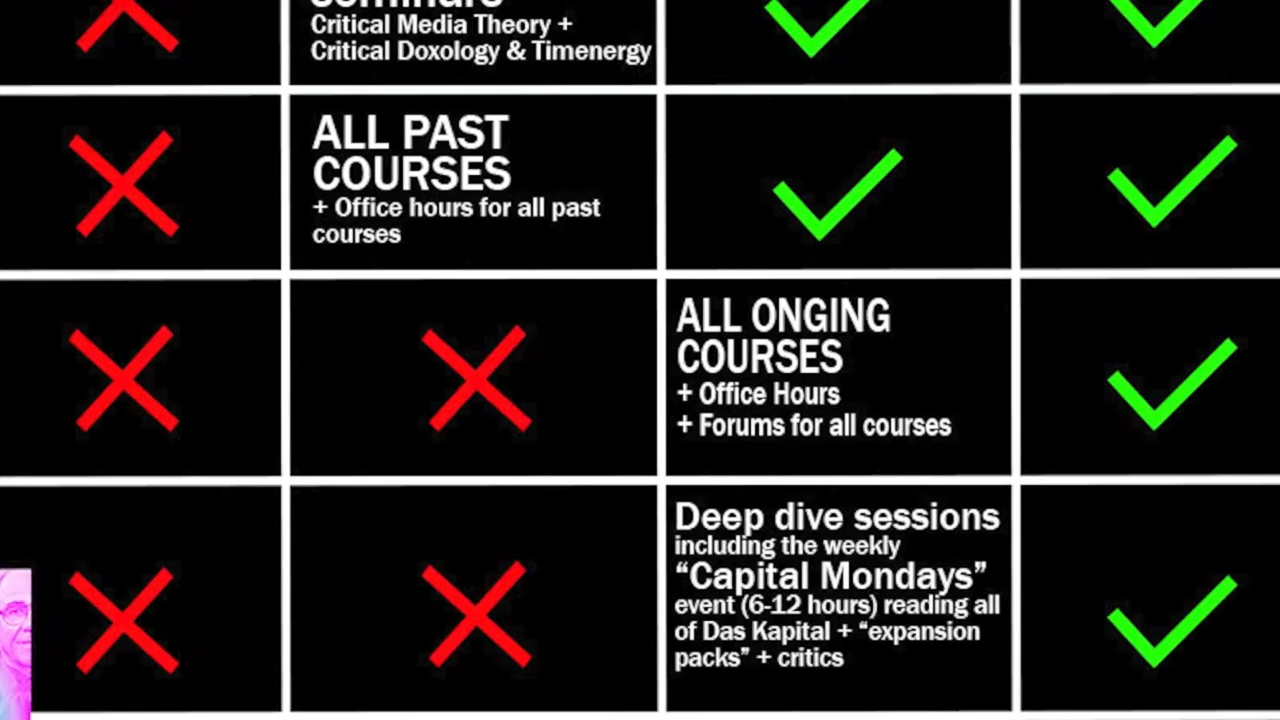 seminars
Critical Media Theory +
Critical Doxology & Timenergy
ALL PAST
COURSES
+ Office hours for all past
courses
ALL ONGING
COURSES
+ Office Hours
+ Forums for all courses
Deep dive sessions
including the weekly
“Capital Mondays”
event (6-12 hours) reading all
of Das Kapital + “expansion
packs” + critics